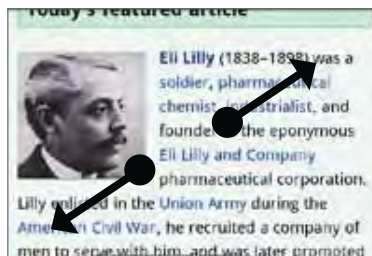 Today's featured article
Eli Lilly (1838–1898) was a
soldier, pharmaceutical
chemist, industrialist, and
founder of the eponymous
Eli Lilly and Company
pharmaceutical corporation.
Lilly enlisted in the Union Army during the
American Civil War, he recruited a company of
men to serve with him, and was later promoted